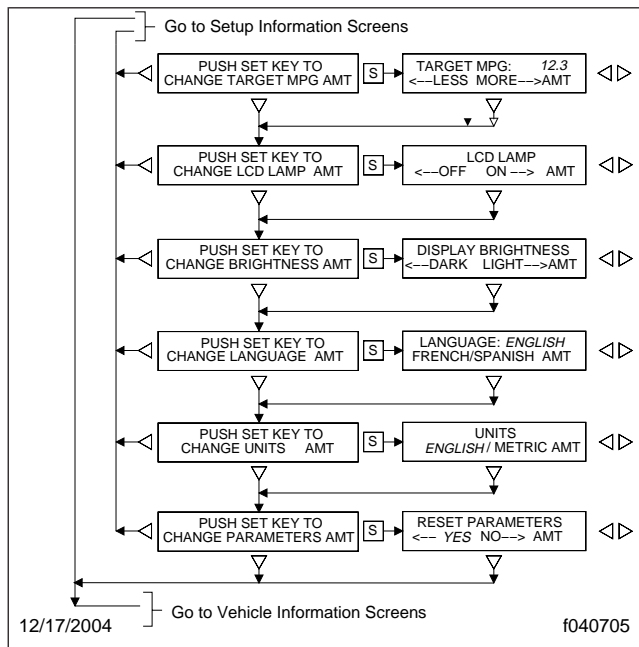 Go to Setup Information Screens
PUSH SET KEY TO
CHANGE TARGET MPG AMT
S
TARGET MPG: 12.3
<--LESS MORE-->AMT
PUSH SET KEY TO
CHANGE LCD LAMP AMT
S
LCD LAMP
<--OFF ON --> AMT
PUSH SET KEY TO
CHANGE BRIGHTNESS AMT
S
DISPLAY BRIGHTNESS
<--DARK LIGHT-->AMT
PUSH SET KEY TO
CHANGE LANGUAGE AMT
S
LANGUAGE: ENGLISH
FRENCH/SPANISH AMT
PUSH SET KEY TO
CHANGE UNITS AMT
S
UNITS
ENGLISH / METRIC AMT
PUSH SET KEY TO
CHANGE PARAMETERS AMT
S
RESET PARAMETERS
<-- YES NO--> AMT
Go to Vehicle Information Screens
12/17/2004
f040705